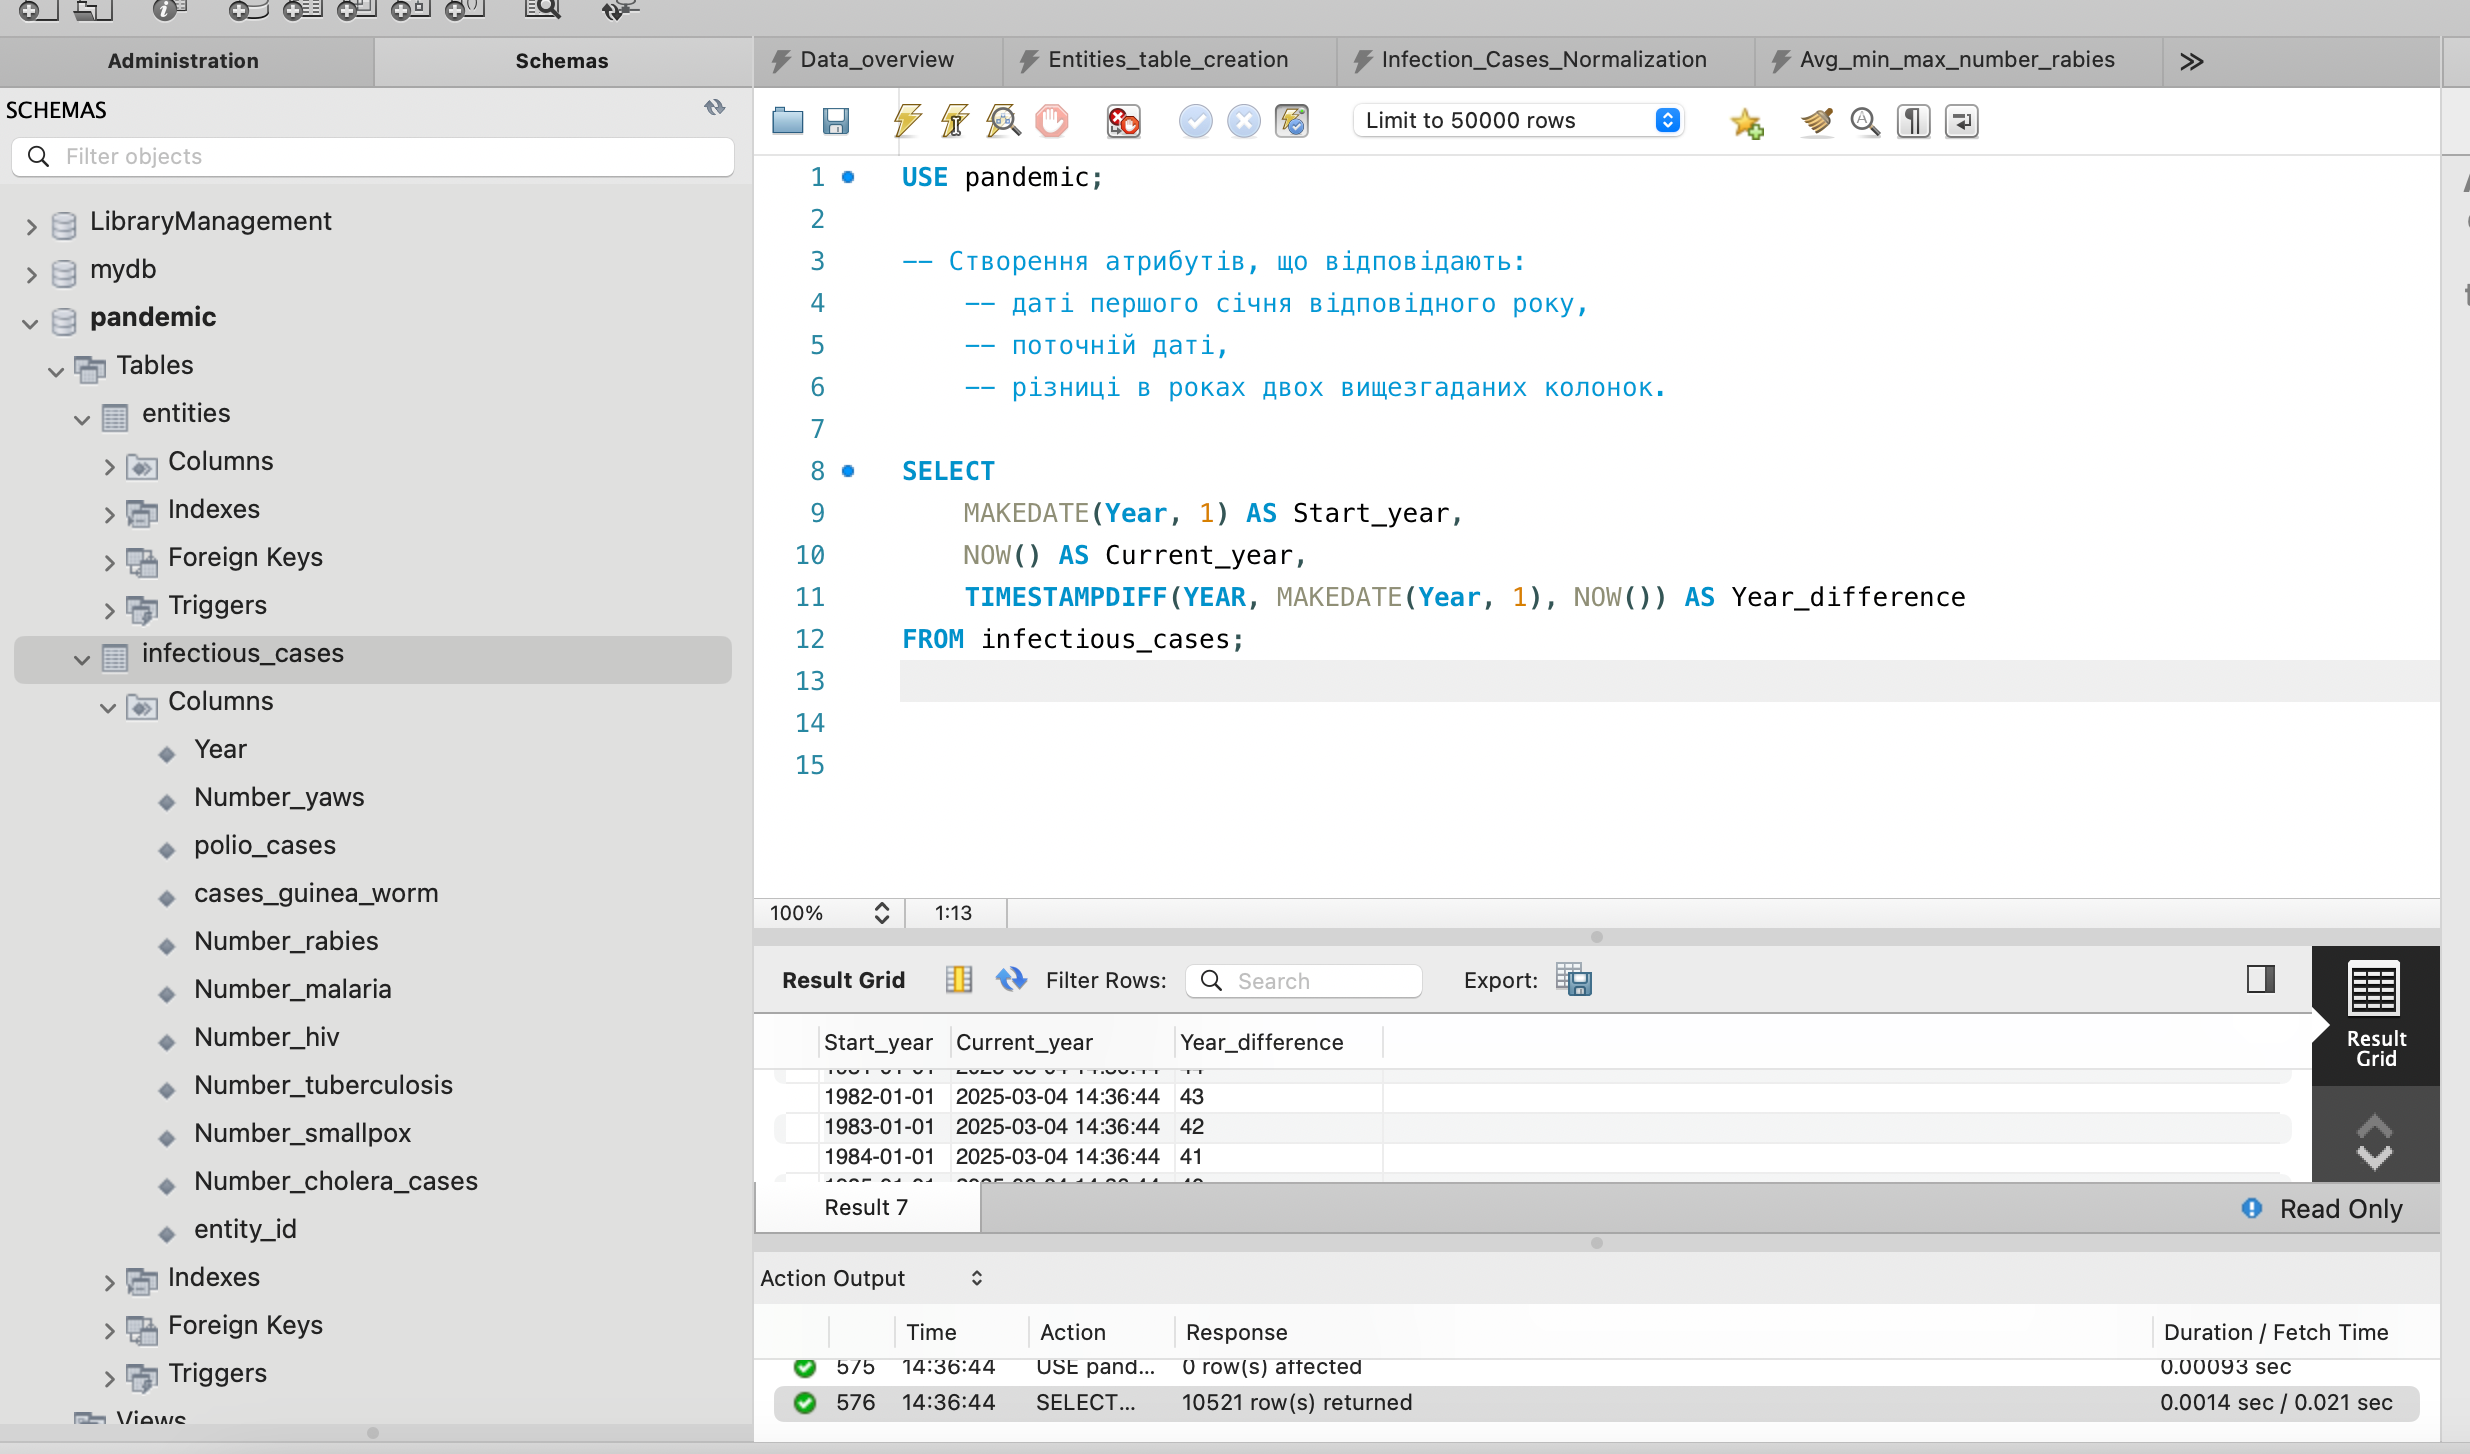 Administration
Schemas
SCHEMAS
Filter objects
LibraryManagement
mydb
pandemic
Tables
entities
Columns
Indexes
Foreign Keys
Triggers
infectious_cases
Columns
Year
Number_yaws
polio_cases
cases_guinea_worm
Number_rabies
Number_malaria
Number_hiv
Number_tuberculosis
Number_smallpox
Number_cholera_cases
entity_id
Indexes
Foreign Keys
Triggers
Views
Data_overview
Entities_table_creation
Infection_Cases_Normalization
Avg_min_max_number_rabies
Limit to 50000 rows
1 USE pandemic;
2
3 -- Створення атрибутів, що відповідають:
4 -- даті першого січня відповідного року,
5 -- поточній даті,
6 -- різниці в роках двох вищезгаданих колонок.
7
8 SELECT
9 MAKEDATE(Year, 1) AS Start_year,
10 NOW() AS Current_year,
11 TIMESTAMPDIFF(YEAR, MAKEDATE(Year, 1), NOW()) AS Year_difference
12 FROM infectious_cases;
13
14
15
100% 1:13
Result Grid Filter Rows: Search Export:
Start_year Current_year Year_difference
1982-01-01 2025-03-04 14:36:44 43
1983-01-01 2025-03-04 14:36:44 42
1984-01-01 2025-03-04 14:36:44 41
Result
Grid
Result 7
Read Only
Action Output
Time Action Response Duration / Fetch Time
575 14:36:44 USE pand... 0 row(s) affected 0.00093 sec
576 14:36:44 SELECT... 10521 row(s) returned 0.0014 sec / 0.021 sec